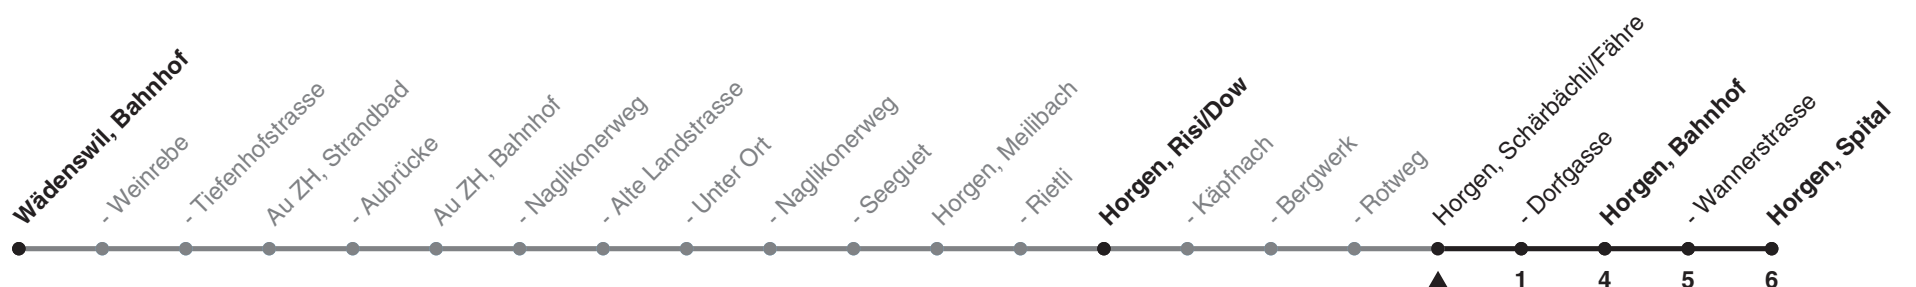 Wädenswil, Bahnhof
- Weinrebe
- Tiefenhofstrasse
Au ZH, Strandbad
- Aubrücke
Au ZH, Bahnhof
- Naglikonerweg
- Alte Landstrasse
- Unter Ort
- Naglikonerweg
- Seeguet
Horgen, Meilibach
- Rietli
Horgen, Risi/Dow
- Käpfnach
- Bergwerk
- Rotweg
Horgen, Schärbächli/Fähre
- Dorfgasse
Horgen, Bahnhof
- Wannerstrasse
Horgen, Spital
1 4 5 6